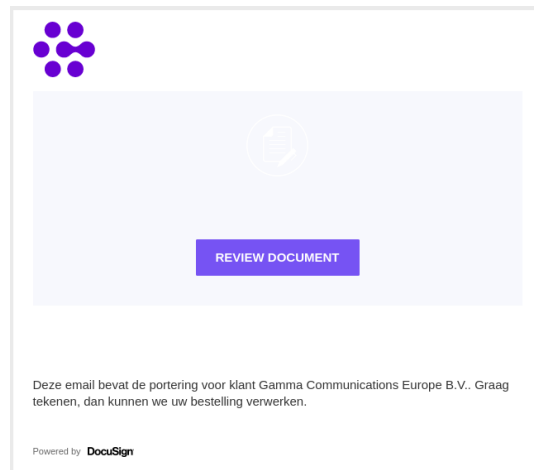 REVIEW DOCUMENT
Deze email bevat de portering voor klant Gamma Communications Europe B.V.. Graag
tekenen, dan kunnen we uw bestelling verwerken.
Powered by DocuSign